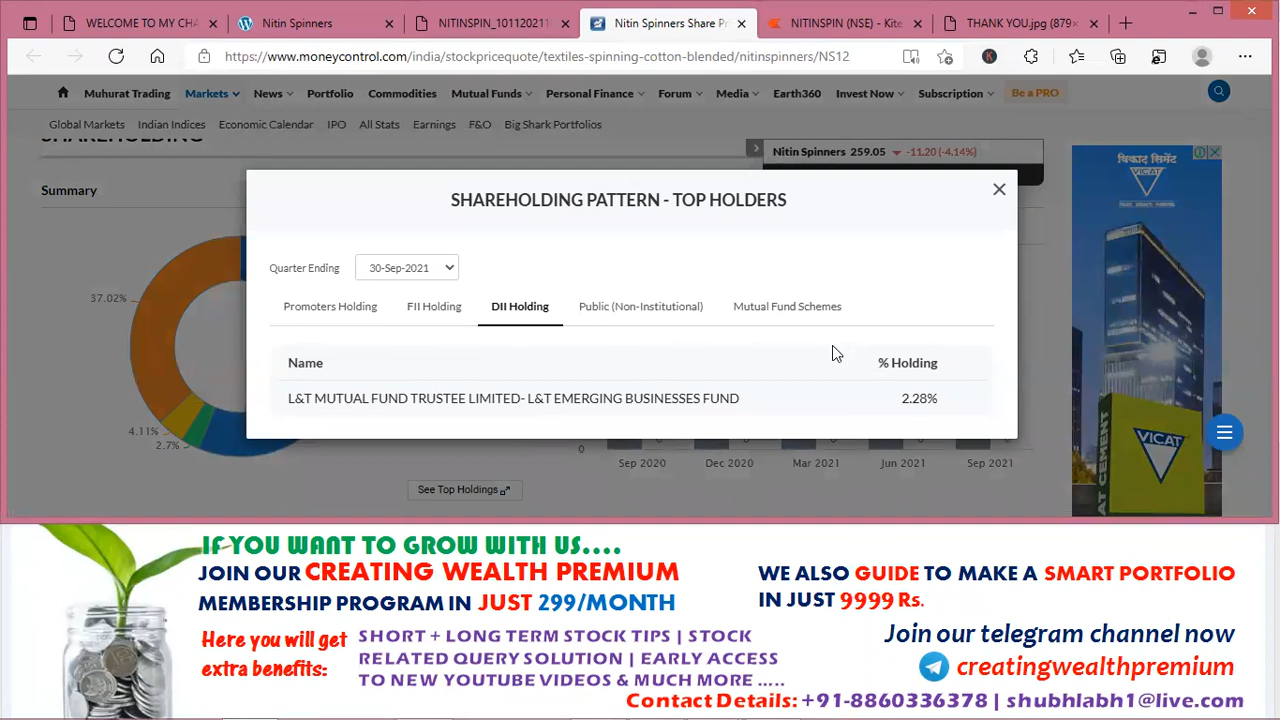 WELCOME TO MY CHA
Nitin Spinners
NITINSPIN_101120211
Nitin Spinners Share Pr
NITINSPIN (NSE) - Kite
THANK YOU.jpg (879×
https://www.moneycontrol.com/india/stockpricequote/textiles-spinning-cotton-blended/nitinspinners/NS12
Muhurat Trading Markets News Portfolio Commodities Mutual Funds Personal Finance Forum Media Earth360 Invest Now Subscription Be a PRO
Global Markets Indian Indices Economic Calendar IPO All Stats Earnings F&O Big Shark Portfolios
SHAREHOLDING
Nitin Spinners 259.05 -11.20 (-4.14%)
Summary
SHAREHOLDING PATTERN - TOP HOLDERS
Quarter Ending 30-Sep-2021
Promoters Holding FII Holding DII Holding Public (Non-Institutional) Mutual Fund Schemes
Name % Holding
L&T MUTUAL FUND TRUSTEE LIMITED- L&T EMERGING BUSINESSES FUND 2.28%
37.02%
4.11%
2.7%
0
Sep 2020 Dec 2020 Mar 2021 Jun 2021 Sep 2021
See Top Holdings
विकाट सिमेंट
VICAT
VICAT
AT CEMENT
IF YOU WANT TO GROW WITH US....
JOIN OUR CREATING WEALTH PREMIUM
MEMBERSHIP PROGRAM IN JUST 299/MONTH
Here you will get
extra benefits:
SHORT + LONG TERM STOCK TIPS | STOCK
RELATED QUERY SOLUTION | EARLY ACCESS
TO NEW YOUTUBE VIDEOS & MUCH MORE .....
WE ALSO GUIDE TO MAKE A SMART PORTFOLIO
IN JUST 9999 Rs.
Join our telegram channel now
creatingwealthpremium
Contact Details: +91-8860336378 | shubhlabh1@live.com